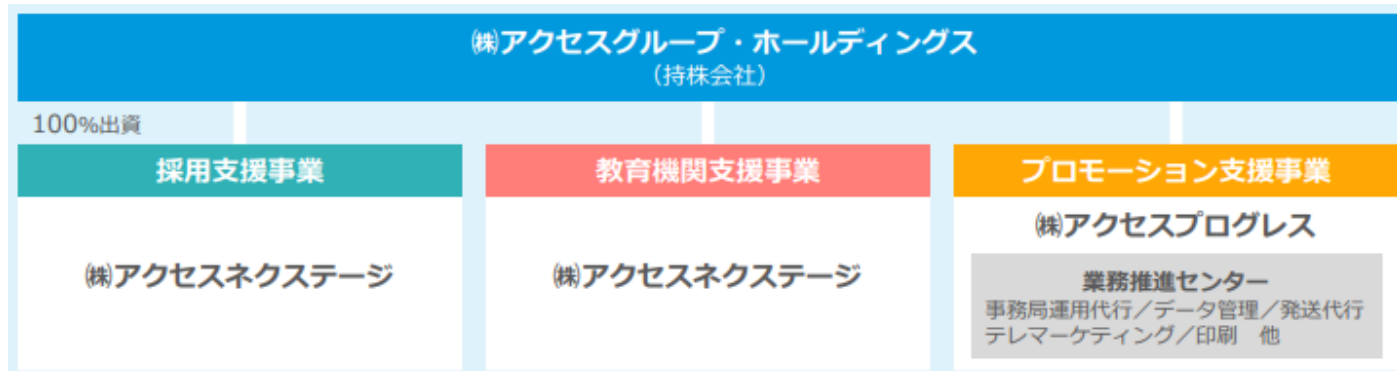 ㈱アクセスグループ・ホールディングス
（持株会社）
100%出資
採用支援事業
㈱アクセスネクステージ
教育機関支援事業
㈱アクセスネクステージ
プロモーション支援事業
㈱アクセスプログレス
業務推進センター
事務局運用代行／データ管理／発送代行
テレマーケティング／印刷　他